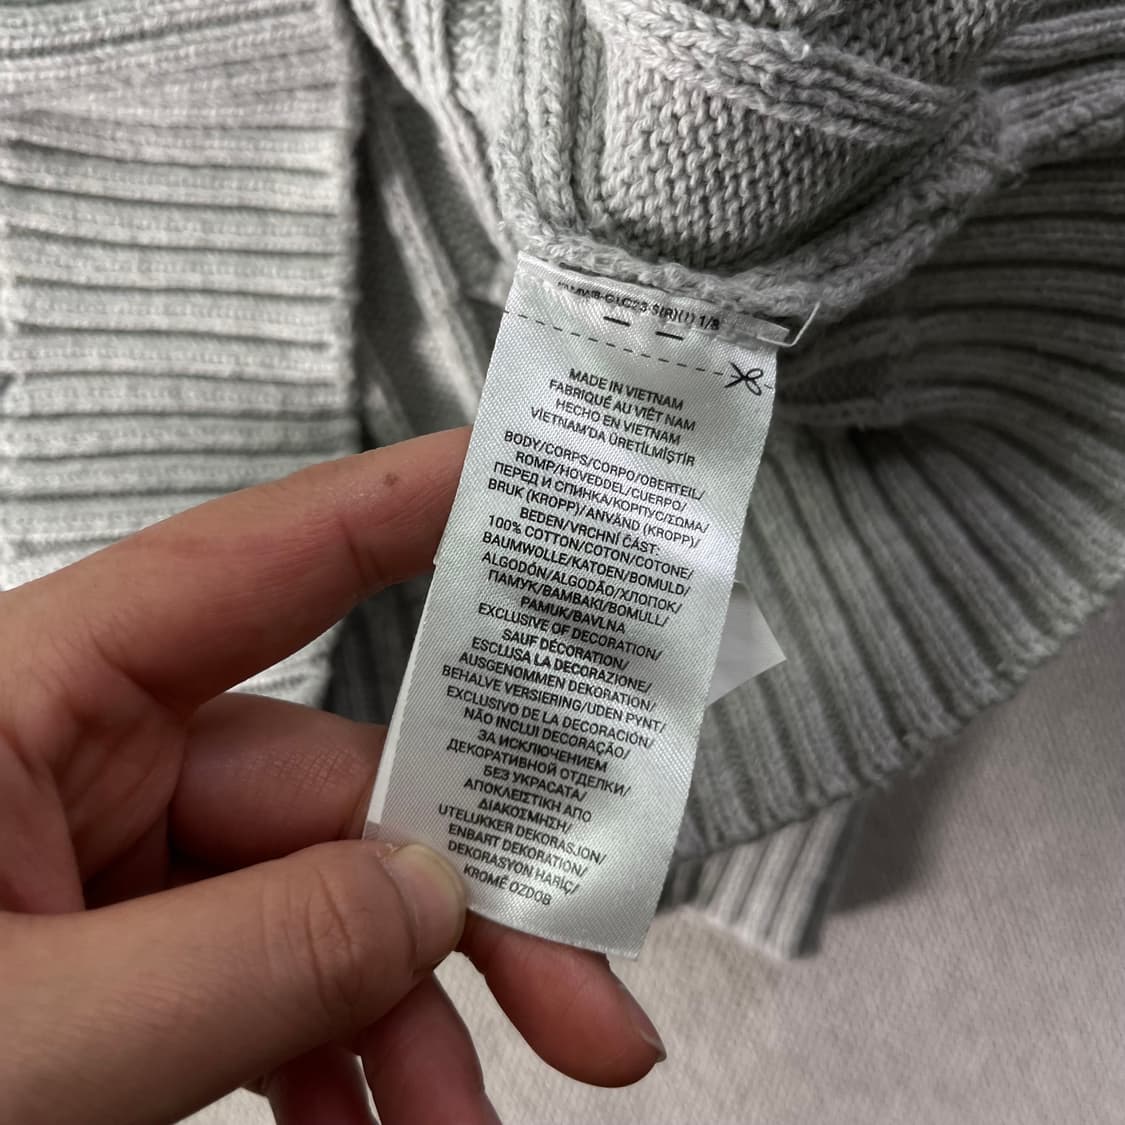 1/8
MADE IN VIETNAM
FABRIQUÉ AU VIÊT NAM
HECHO EN VIETNAM
VİETNAM'DA ÜRETİLMİŞTİR
BODY/CORPS/CORPO/OBERTEIL/
ROMP/HOVEDDEL/CUERPO/
ПЕРЕД И СПИНКА/КОРПУС/ΣΩΜΑ/
BRUK (KROPP)/ANVÄND (KROPP)/
BEDEN/VRCHNÍ ČÁST:
100% COTTON/COTON/COTONE/
BAUMWOLLE/KATOEN/BOMULD/
ALGODÓN/ALGODÃO/ХЛОПОК/
ПАМУК/ΒΑΜΒΑΚΙ/BOMULL/
PAMUK/BAVLNA
EXCLUSIVE OF DECORATION/
SAUF DÉCORATION/
ESCLUSA LA DECORAZIONE/
AUSGENOMMEN DEKORATION/
BEHALVE VERSIERING/UDEN PYNT/
EXCLUSIVO DE LA DECORACIÓN/
NÃO INCLUI DECORAÇÃO/
ЗА ИСКЛЮЧЕНИЕМ
ДЕКОРАТИВНОЙ ОТДЕЛКИ/
БЕЗ УКРАСАТА/
ΑΠΟΚΛΕΙΣΤΙΚΗ ΑΠΟ
ΔΙΑΚΟΣΜΗΣΗ/
UTELUKKER DEKORASJON/
ENBART DEKORATION/
DEKORASYON HARİÇ/
KROMĚ OZDOB